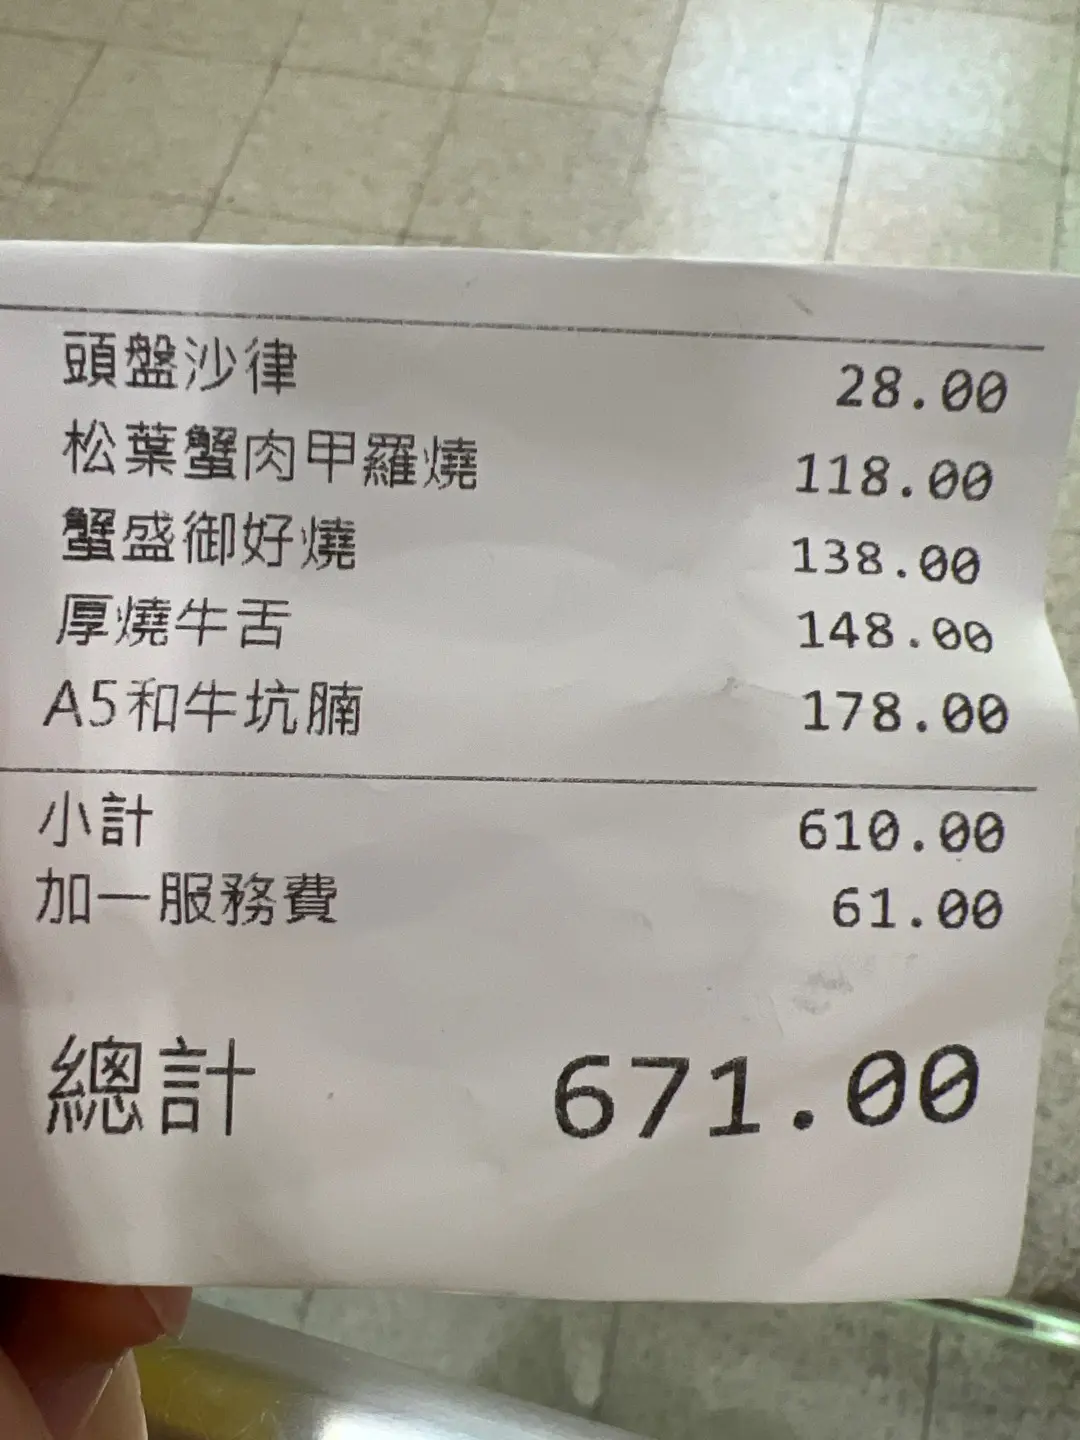 頭盤沙律 28.00
松葉蟹肉甲羅燒 118.00
蟹盛御好燒 138.00
厚燒牛舌 148.00
A5和牛坑腩 178.00
小計 610.00
加一服務費 61.00
總計 671.00